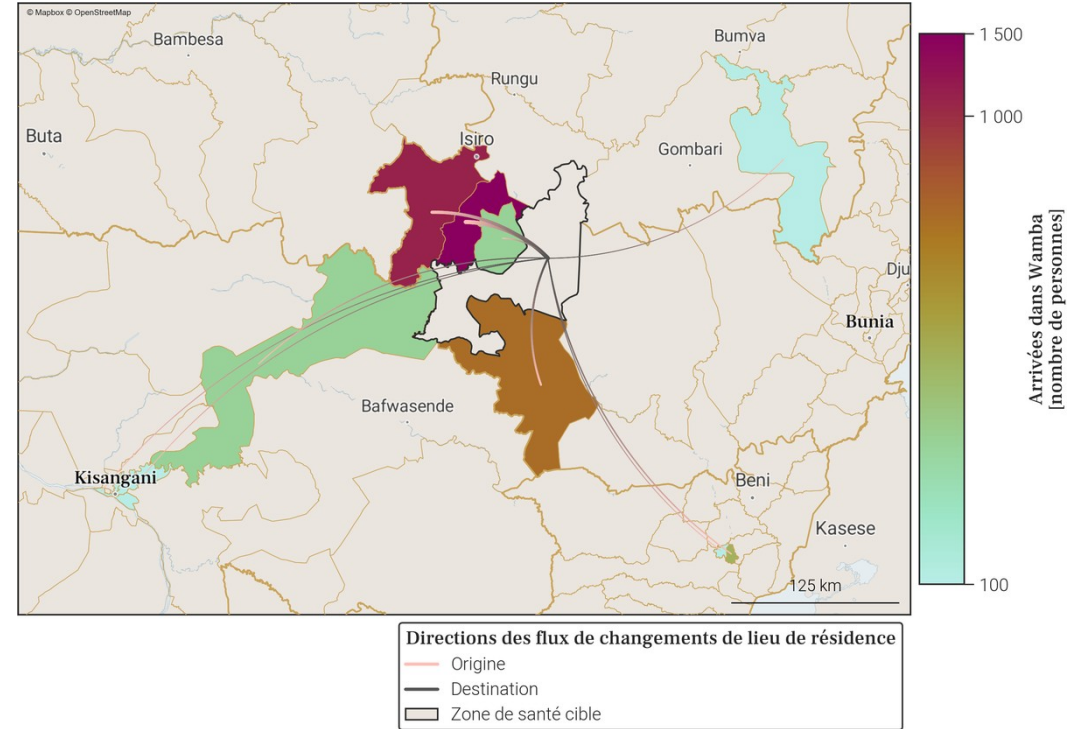 © Mapbox © OpenStreetMap
Bambesa
Bumva
Rungu
Buta
Isiro
Gombari
Dju
Bunia
Bafwasende
Kisangani
Beni
Kasese
125 km
1 500
1 000
100
Arrivées dans Wamba
[nombre de personnes]
Directions des flux de changements de lieu de résidence
Origine
Destination
Zone de santé cible